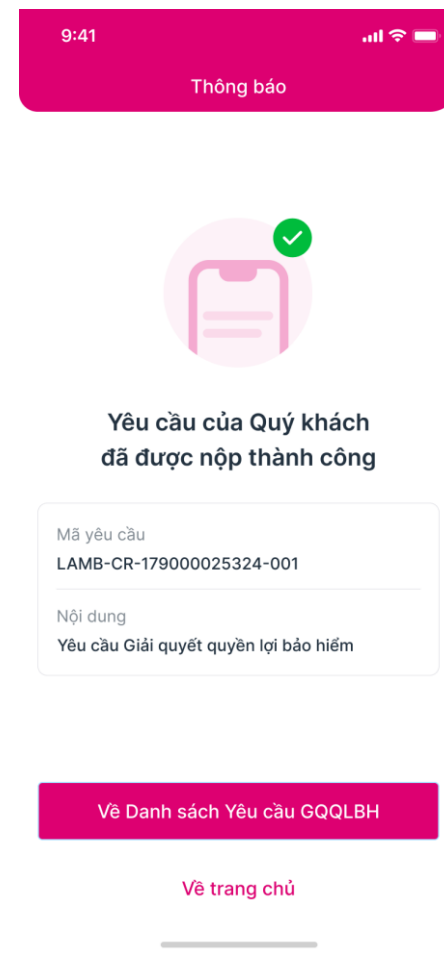 9:41
Thông báo
Yêu cầu của Quý khách
đã được nộp thành công
Mã yêu cầu
LAMB-CR-179000025324-001
Nội dung
Yêu cầu Giải quyết quyền lợi bảo hiểm
Về Danh sách Yêu cầu GQQLBH
Về trang chủ